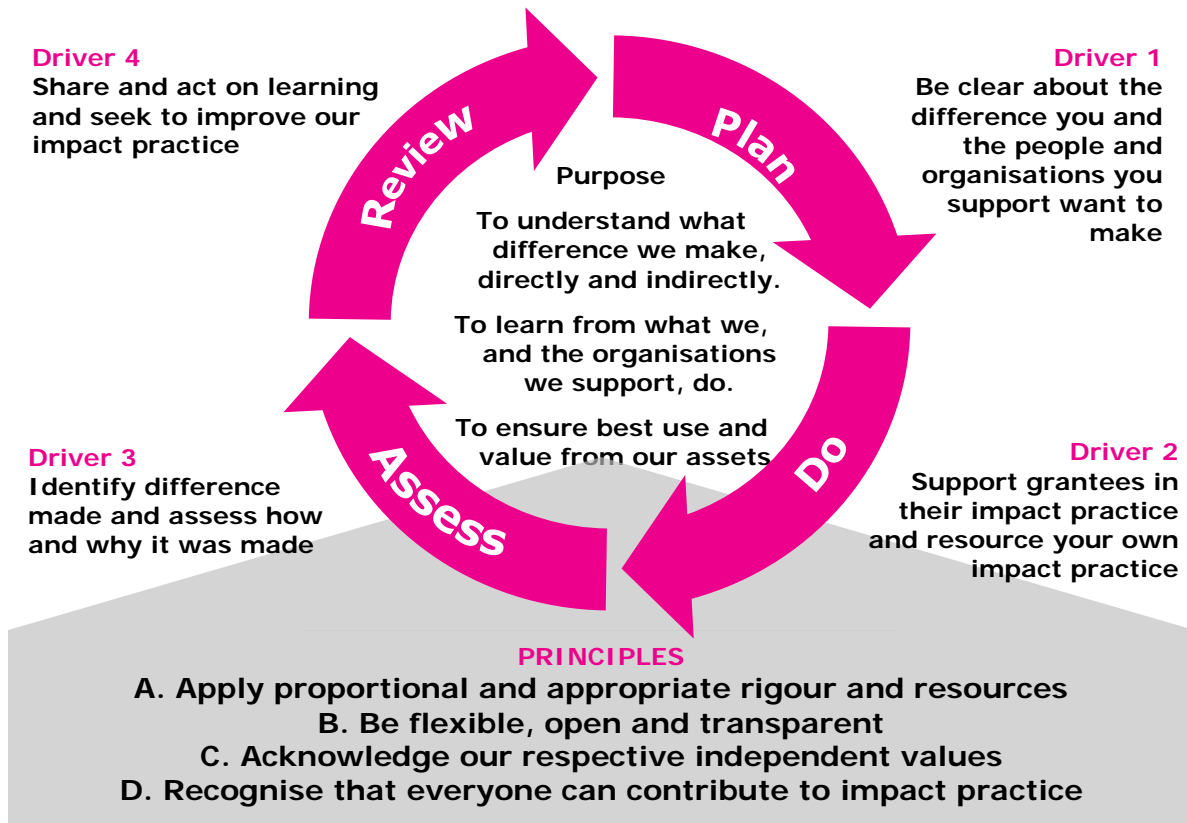 Driver 4
Share and act on learning
and seek to improve our
impact practice
Review
Plan
Driver 1
Be clear about the
difference you and
the people and
organisations you
support want to
make
Purpose
To understand what
difference we make,
directly and indirectly.
To learn from what we,
and the organisations
we support, do.
To ensure best use and
value from our assets
Driver 3
Identify difference
made and assess how
and why it was made
Assess
Do
Driver 2
Support grantees in
their impact practice
and resource your own
impact practice
PRINCIPLES
A. Apply proportional and appropriate rigour and resources
B. Be flexible, open and transparent
C. Acknowledge our respective independent values
D. Recognise that everyone can contribute to impact practice